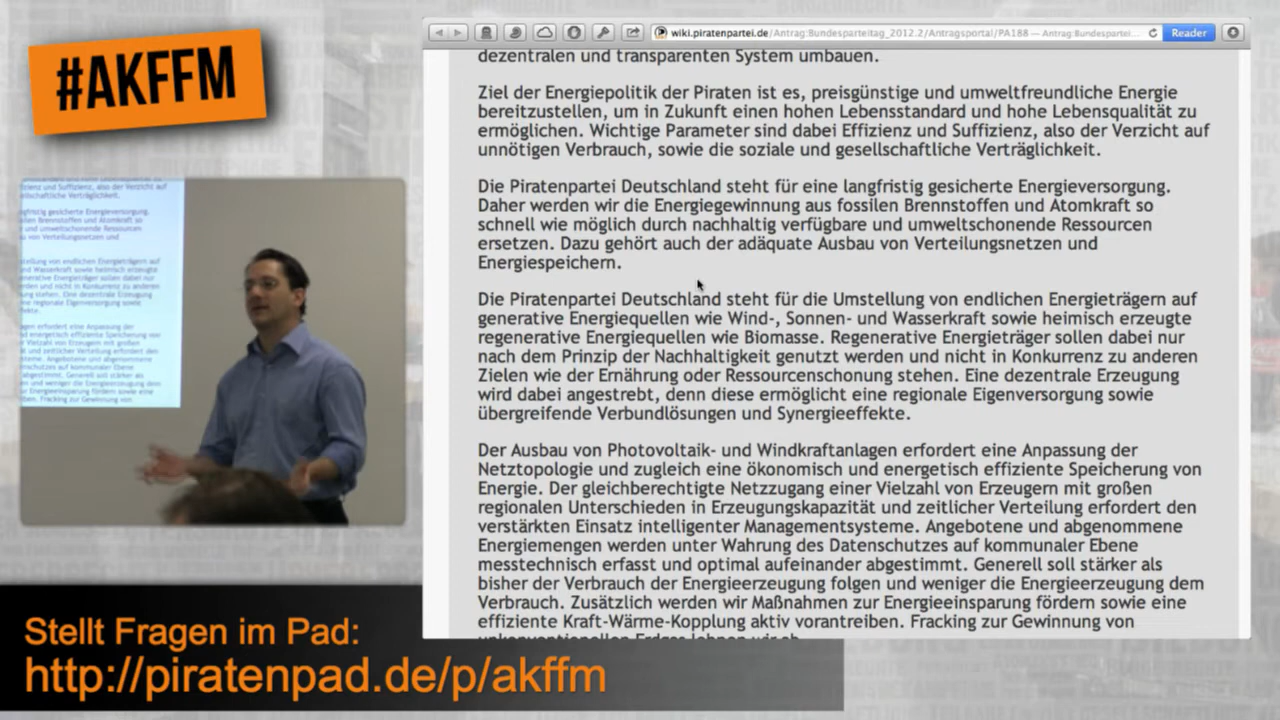 #AKFFM
wiki.piratenpartei.de/Antrag:Bundesparteitag_2012.2/Antragsportal/PA188 — Antrag:Bundespartei...
Reader
dezentralen und transparenten System umbauen.
Ziel der Energiepolitik der Piraten ist es, preisgünstige und umweltfreundliche Energie
bereitzustellen, um in Zukunft einen hohen Lebensstandard und hohe Lebensqualität zu
ermöglichen. Wichtige Parameter sind dabei Effizienz und Suffizienz, also der Verzicht auf
unnötigen Verbrauch, sowie die soziale und gesellschaftliche Verträglichkeit.
Die Piratenpartei Deutschland steht für eine langfristig gesicherte Energieversorgung.
Daher werden wir die Energiegewinnung aus fossilen Brennstoffen und Atomkraft so
schnell wie möglich durch nachhaltig verfügbare und umweltschonende Ressourcen
ersetzen. Dazu gehört auch der adäquate Ausbau von Verteilungsnetzen und
Energiespeichern.
Die Piratenpartei Deutschland steht für die Umstellung von endlichen Energieträgern auf
generative Energiequellen wie Wind-, Sonnen- und Wasserkraft sowie heimisch erzeugte
regenerative Energiequellen wie Biomasse. Regenerative Energieträger sollen dabei nur
nach dem Prinzip der Nachhaltigkeit genutzt werden und nicht in Konkurrenz zu anderen
Zielen wie der Ernährung oder Ressourcenschonung stehen. Eine dezentrale Erzeugung
wird dabei angestrebt, denn diese ermöglicht eine regionale Eigenversorgung sowie
übergreifende Verbundlösungen und Synergieeffekte.
Der Ausbau von Photovoltaik- und Windkraftanlagen erfordert eine Anpassung der
Netztopologie und zugleich eine ökonomisch und energetisch effiziente Speicherung von
Energie. Der gleichberechtigte Netzzugang einer Vielzahl von Erzeugern mit großen
regionalen Unterschieden in Erzeugungskapazität und zeitlicher Verteilung erfordert den
verstärkten Einsatz intelligenter Managementsysteme. Angebotene und abgenommene
Energiemengen werden unter Wahrung des Datenschutzes auf kommunaler Ebene
messtechnisch erfasst und optimal aufeinander abgestimmt. Generell soll stärker als
bisher der Verbrauch der Energieerzeugung folgen und weniger die Energieerzeugung dem
Verbrauch. Zusätzlich werden wir Maßnahmen zur Energieeinsparung fördern sowie eine
effiziente Kraft-Wärme-Kopplung aktiv vorantreiben. Fracking zur Gewinnung von
unkonventionellen Erdgas lehnen wir ab
Stellt Fragen im Pad:
http://piratenpad.de/p/akffm